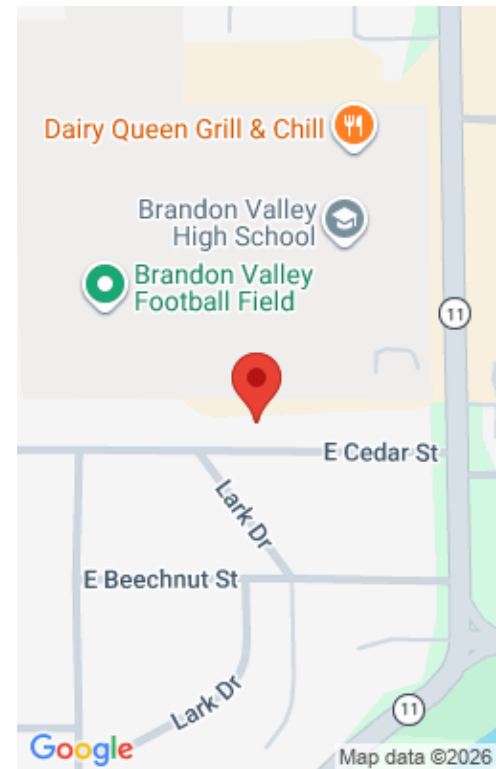 Dairy Queen Grill & Chill
Brandon Valley
High School
Brandon Valley
Football Field
11
E Cedar St
Lark Dr
E Beechnut St
Lark Dr
11
Google
Map data ©2026